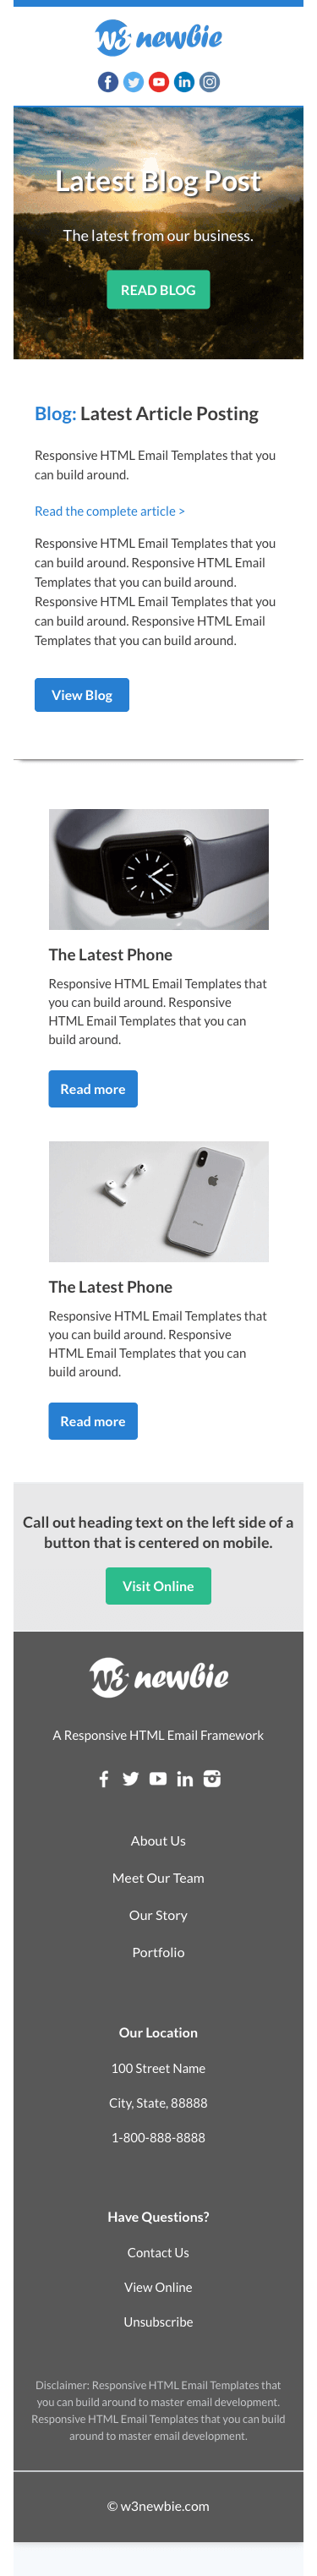 w3 newbie
Latest Blog Post
The latest from our business.
READ BLOG
Blog: Latest Article Posting
Responsive HTML Email Templates that you
can build around.
Read the complete article >
Responsive HTML Email Templates that you
can build around. Responsive HTML Email
Templates that you can build around.
Responsive HTML Email Templates that you
can build around. Responsive HTML Email
Templates that you can build around.
View Blog
The Latest Phone
Responsive HTML Email Templates that
you can build around. Responsive
HTML Email Templates that you can
build around.
Read more
iPhone
The Latest Phone
Responsive HTML Email Templates that
you can build around. Responsive
HTML Email Templates that you can
build around.
Read more
Call out heading text on the left side of a
button that is centered on mobile.
Visit Online
w3 newbie
A Responsive HTML Email Framework
About Us
Meet Our Team
Our Story
Portfolio
Our Location
100 Street Name
City, State, 88888
1-800-888-8888
Have Questions?
Contact Us
View Online
Unsubscribe
Disclaimer: Responsive HTML Email Templates that
you can build around to master email development.
Responsive HTML Email Templates that you can build
around to master email development.
© w3newbie.com